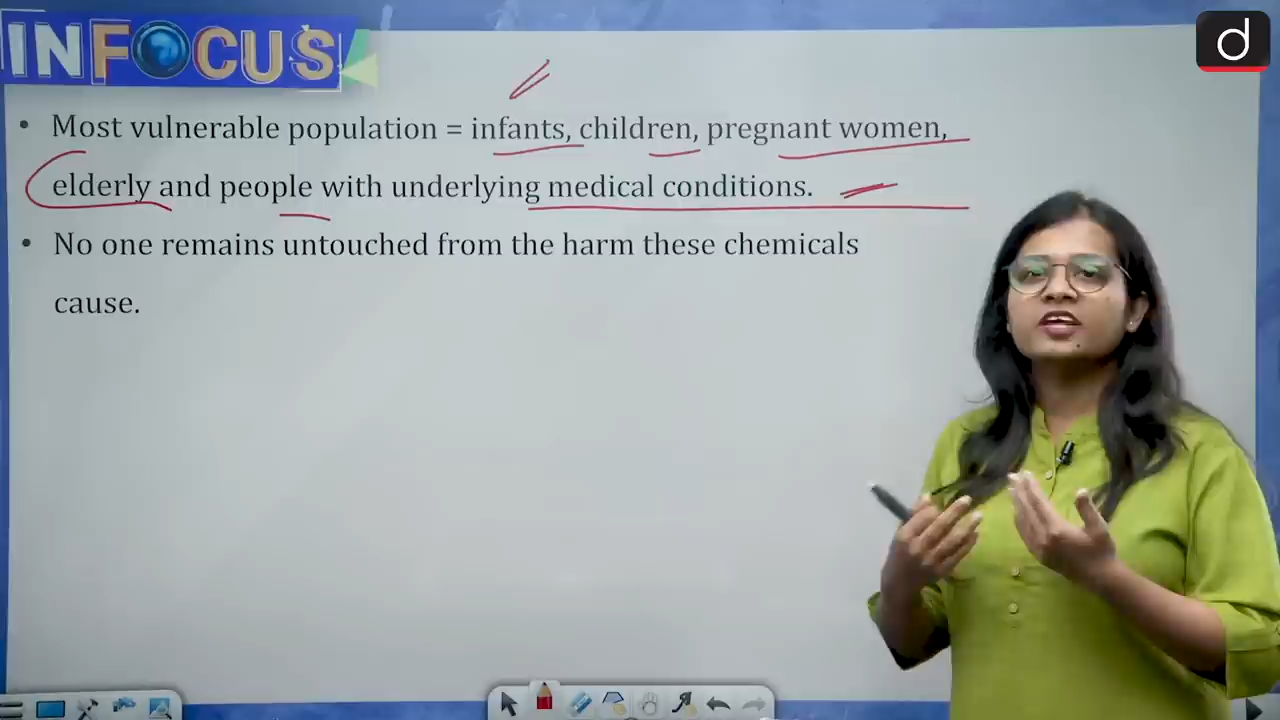 INFOCUS
d
• Most vulnerable population = infants, children, pregnant women,
elderly and people with underlying medical conditions.
• No one remains untouched from the harm these chemicals
cause.